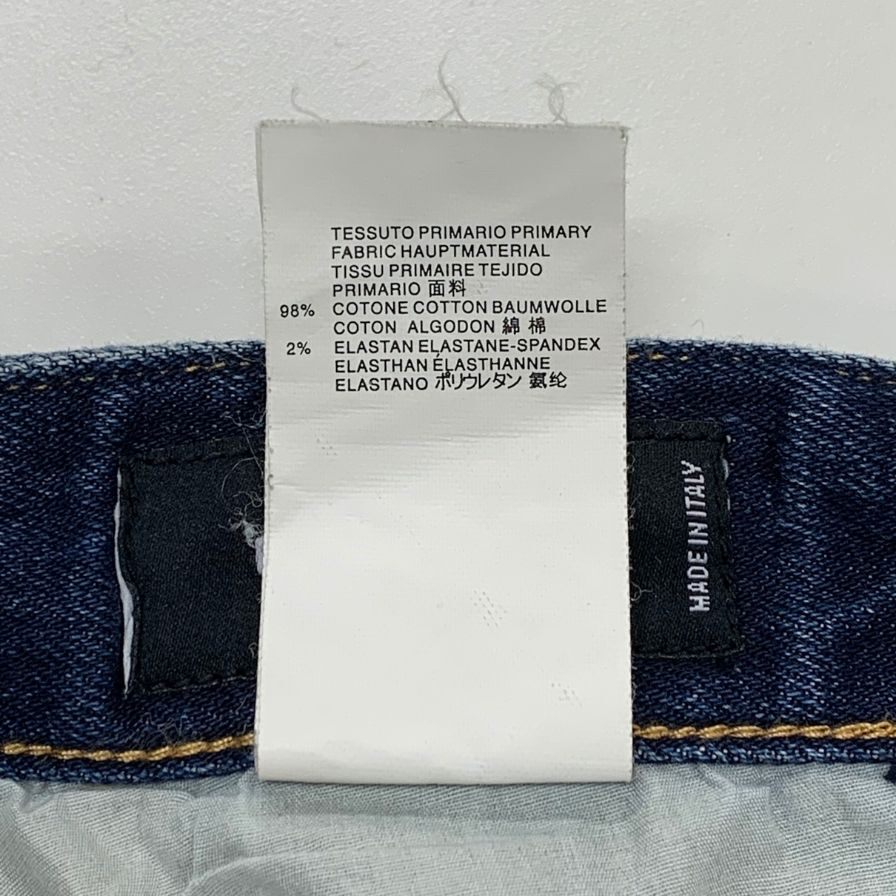 TESSUTO PRIMARIO PRIMARY
FABRIC HAUPTMATERIAL
TISSU PRIMAIRE TEJIDO
PRIMARIO 面料
98% COTONE COTTON BAUMWOLLE
COTON ALGODON 綿 棉
2% ELASTAN ELASTANE-SPANDEX
ELASTHAN ÉLASTHANNE
ELASTANO ポリウレタン 氨纶
MADE IN ITALY